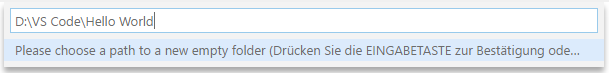 D:\VS Code\Hello World
Please choose a path to a new empty folder (Drücken Sie die EINGABETASTE zur Bestätigung ode...